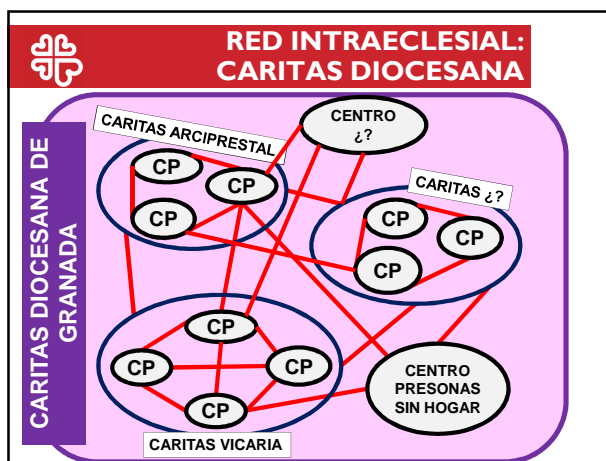 RED INTRAECLESIAL:
CARITAS DIOCESANA
CARITAS DIOCESANA DE
GRANADA
CARITAS ARCIPRESTAL
CP
CP
CP
CENTRO
¿?
CARITAS ¿?
CP
CP
CP
CP
CP
CP
CP
CARITAS VICARIA
CENTRO
PRESONAS
SIN HOGAR